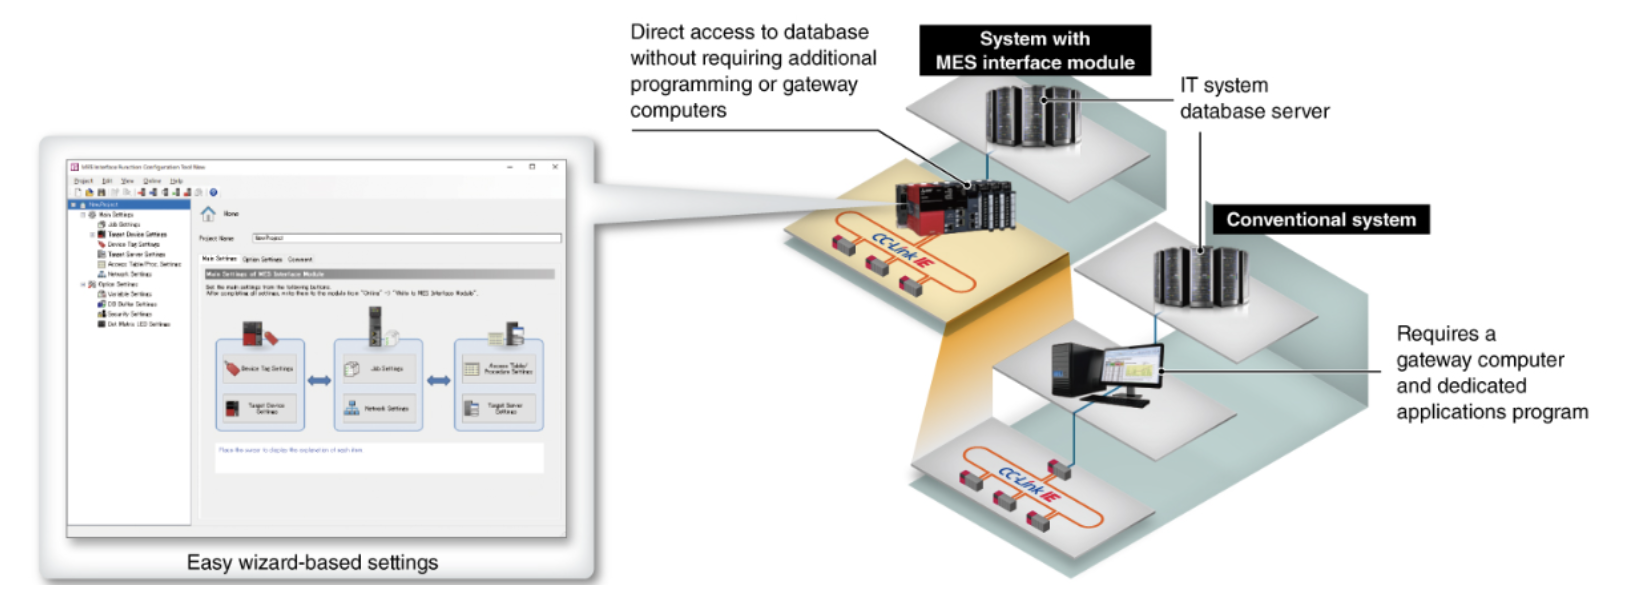 Direct access to database
without requiring additional
programming or gateway
computers
System with
MES interface module
IT system
database server
Conventional system
Requires a
gateway computer
and dedicated
applications program
CC-Link IE
CC-Link IE
MES Interface Function Configuration Tool New
Project Edit View Online Help
New Project
Main Settings
Job Settings
Target Device Settings
Device Tag Settings
Target Server Settings
Access Table/Proc. Settings
Network Settings
Option Settings
Variable Settings
DB Buffer Settings
Security Settings
Dot Matrix LED Settings
Home
Project Name
New Project
Main Settings Option Settings Comment
Main Settings of MES Interface Module
Set the main settings from the following buttons.
After completing all settings, write them to the module from "Online" -> "Write to MES Interface Module".
Device Tag Settings
Job Settings
Access Table/
Procedure Settings
Target Device
Settings
Network Settings
Target Server
Settings
Place the cursor to display the explanation of each item.
Easy wizard-based settings